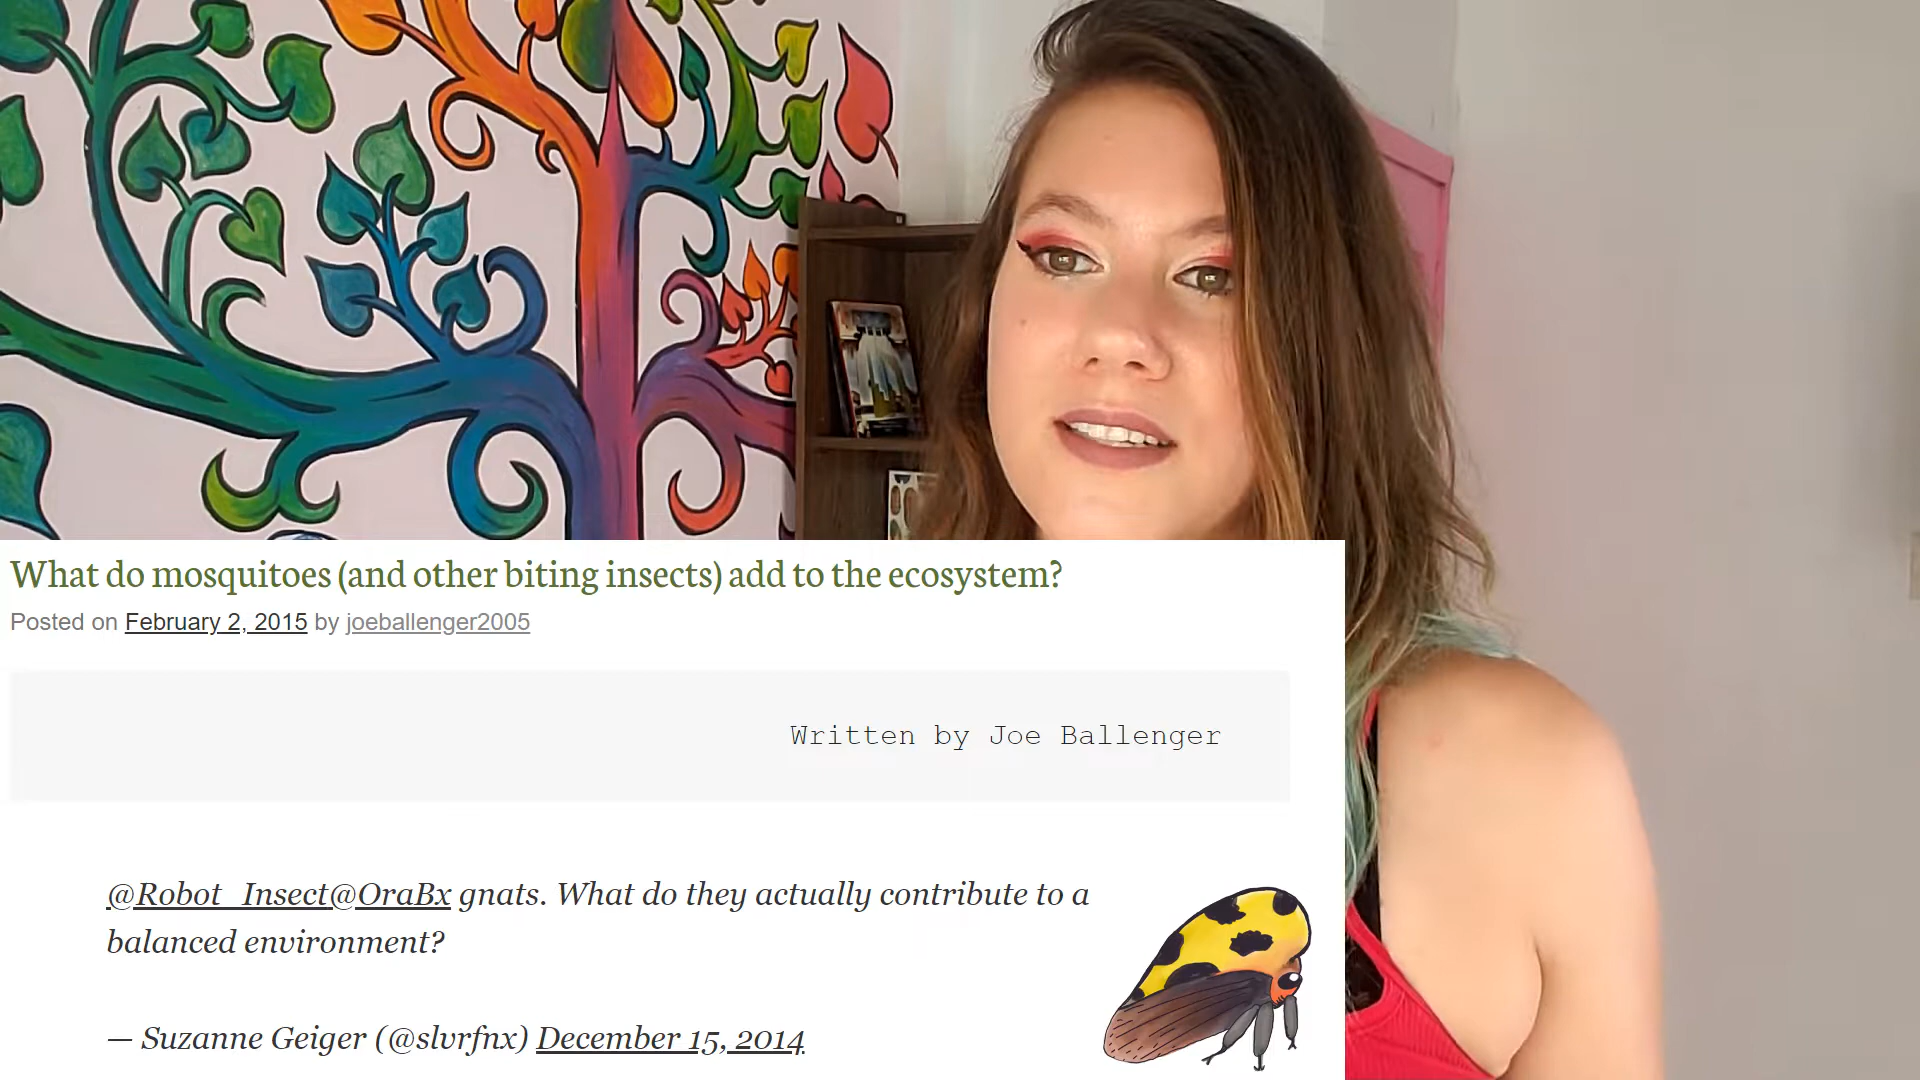 What do mosquitoes (and other biting insects) add to the ecosystem?
Posted on February 2, 2015 by joeballenger2005
Written by Joe Ballenger
@Robot_Insect@OraBx gnats. What do they actually contribute to a
balanced environment?
— Suzanne Geiger (@slvrfnx) December 15, 2014